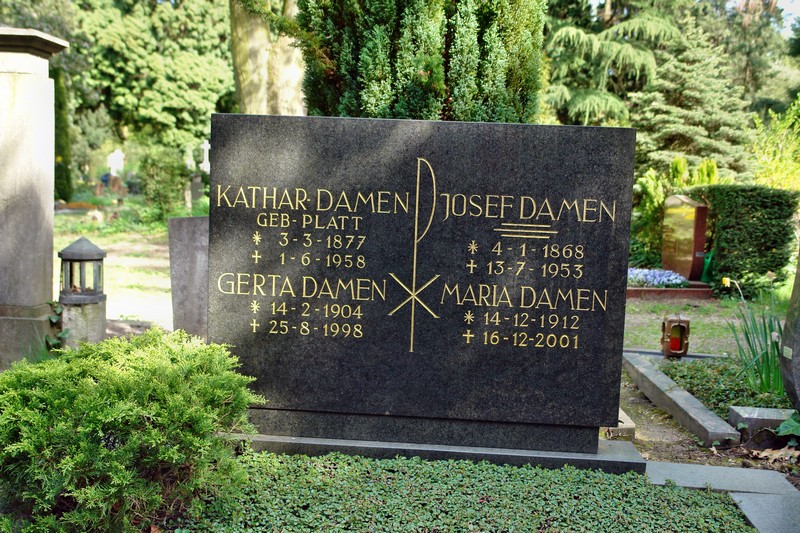 KATHAR· DAMEN
GEB· PLATT
* 3-3-1877
+ 1-6-1958
GERTA DAMEN
* 14-2-1904
+ 25-8-1998
JOSEF DAMEN
* 4-1-1868
+ 13-7-1953
MARIA DAMEN
* 14-12-1912
+ 16-12-2001